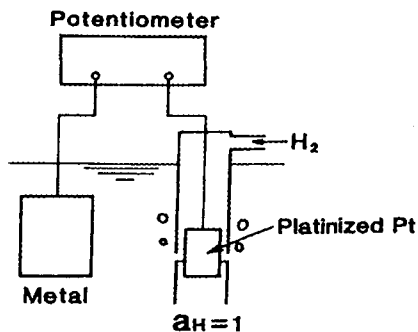 Potentiometer
H₂
Platinized Pt
Metal
aH=1